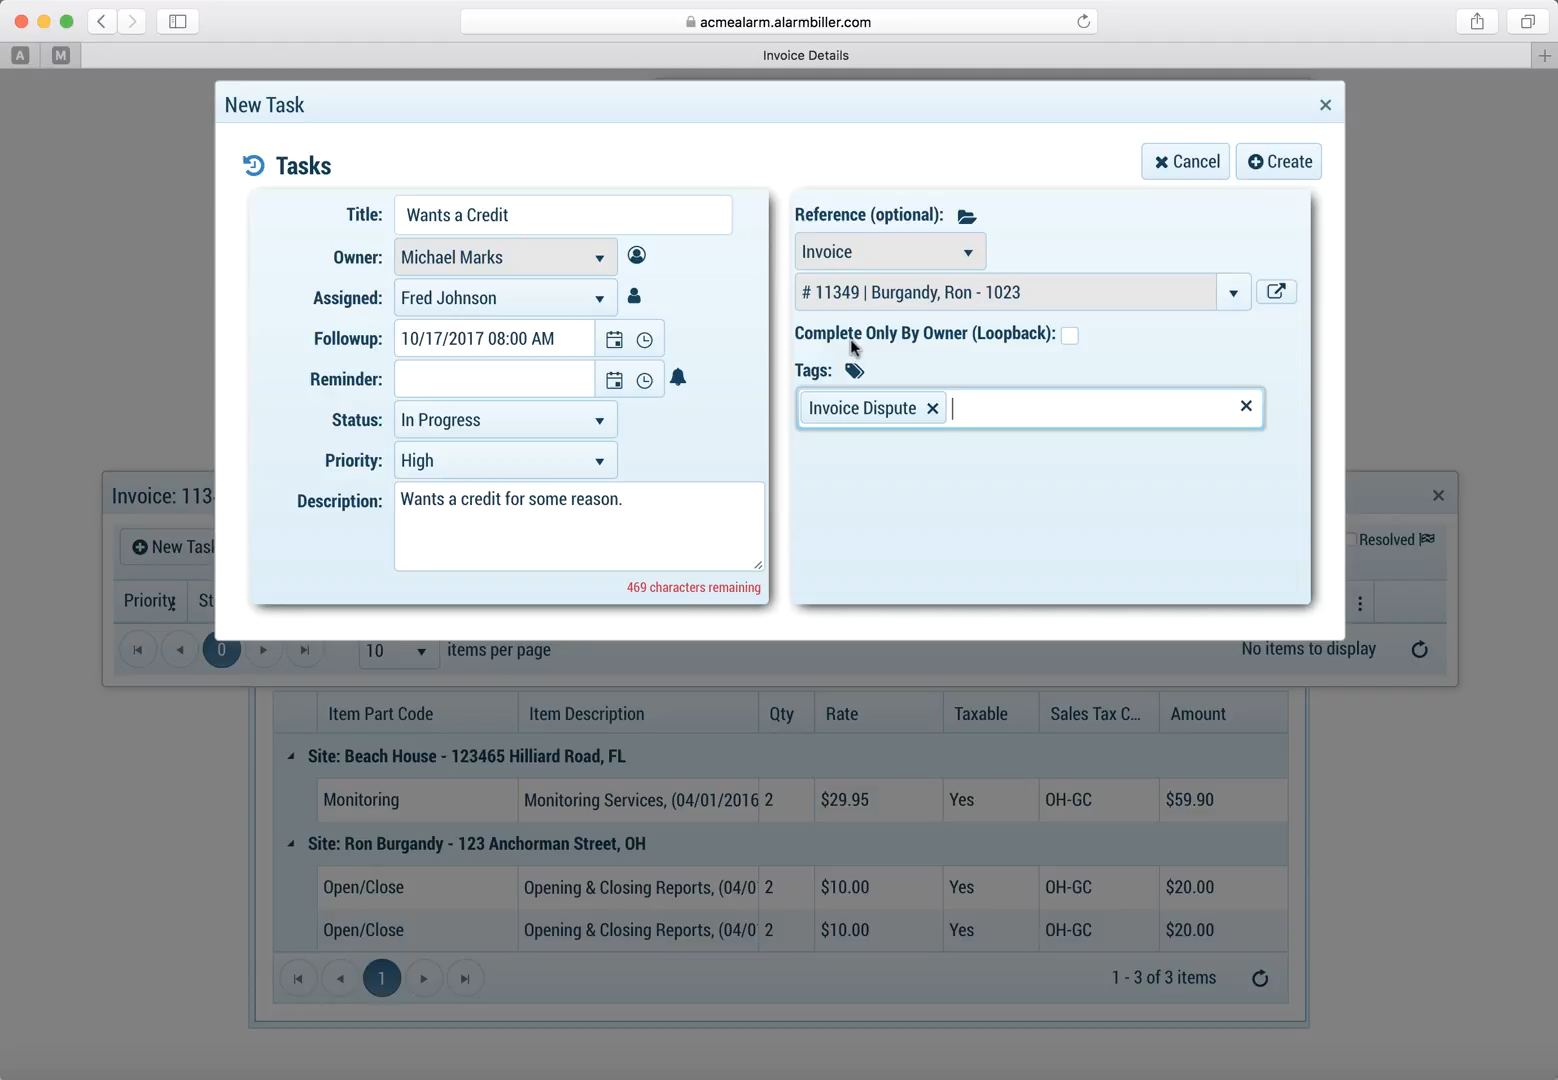 acmealarm.alarmbiller.com
A
M
Invoice Details
New Task
Tasks
Cancel
Create
Title:
Wants a Credit
Owner:
Michael Marks
Assigned:
Fred Johnson
Followup:
10/17/2017 08:00 AM
Reminder:
Status:
In Progress
Priority:
High
Description:
Wants a credit for some reason.
469 characters remaining
Reference (optional):
Invoice
# 11349 | Burgandy, Ron - 1023
Complete Only By Owner (Loopback):
Tags:
Invoice Dispute
Invoice: 113
New Task
Resolved
Priority
St
0
10
items per page
No items to display
Item Part Code Item Description Qty Rate Taxable Sales Tax C... Amount
Site: Beach House - 123465 Hilliard Road, FL
Monitoring Monitoring Services, (04/01/2016 2 $29.95 Yes OH-GC $59.90
Site: Ron Burgandy - 123 Anchorman Street, OH
Open/Close Opening & Closing Reports, (04/0 2 $10.00 Yes OH-GC $20.00
Open/Close Opening & Closing Reports, (04/0 2 $10.00 Yes OH-GC $20.00
1
1 - 3 of 3 items